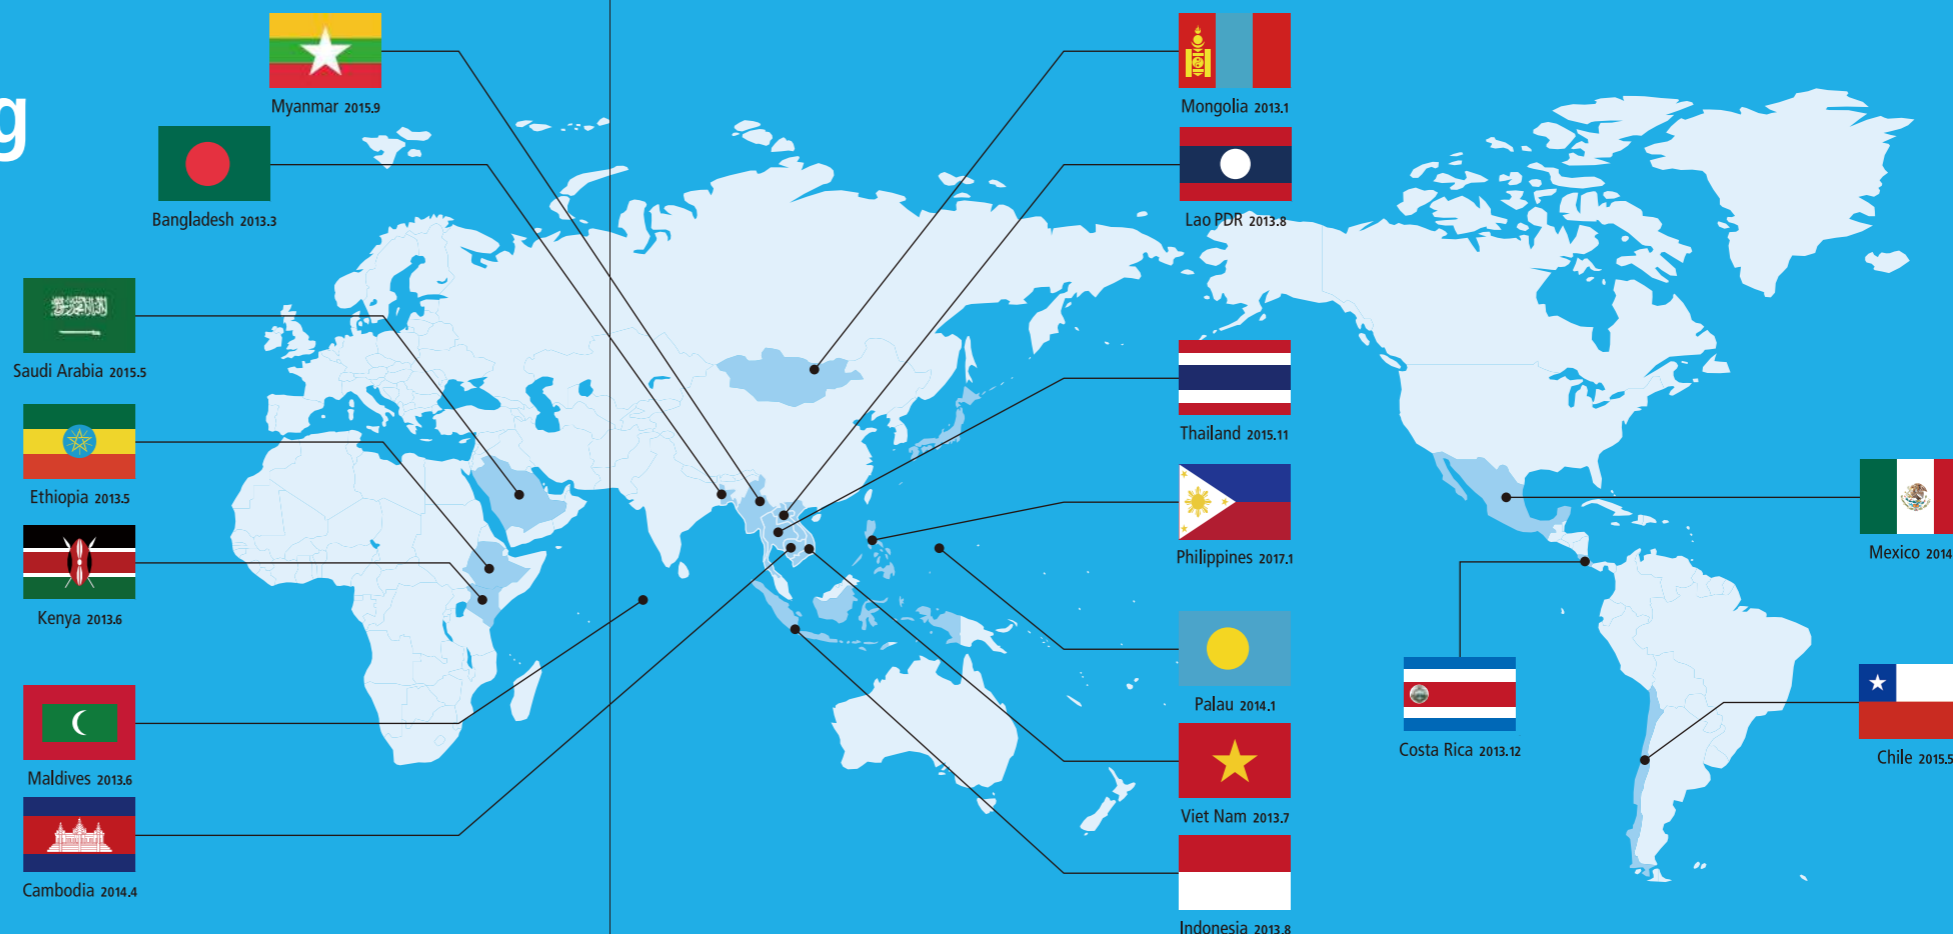 g
Myanmar 2015.9
Bangladesh 2013.3
Saudi Arabia 2015.5
Ethiopia 2013.5
Kenya 2013.6
Maldives 2013.6
Cambodia 2014.4
Mongolia 2013.1
Lao PDR 2013.8
Thailand 2015.11
Philippines 2017.1
Palau 2014.1
Viet Nam 2013.7
Indonesia 2013.8
Costa Rica 2013.12
Mexico 2014
Chile 2015.5